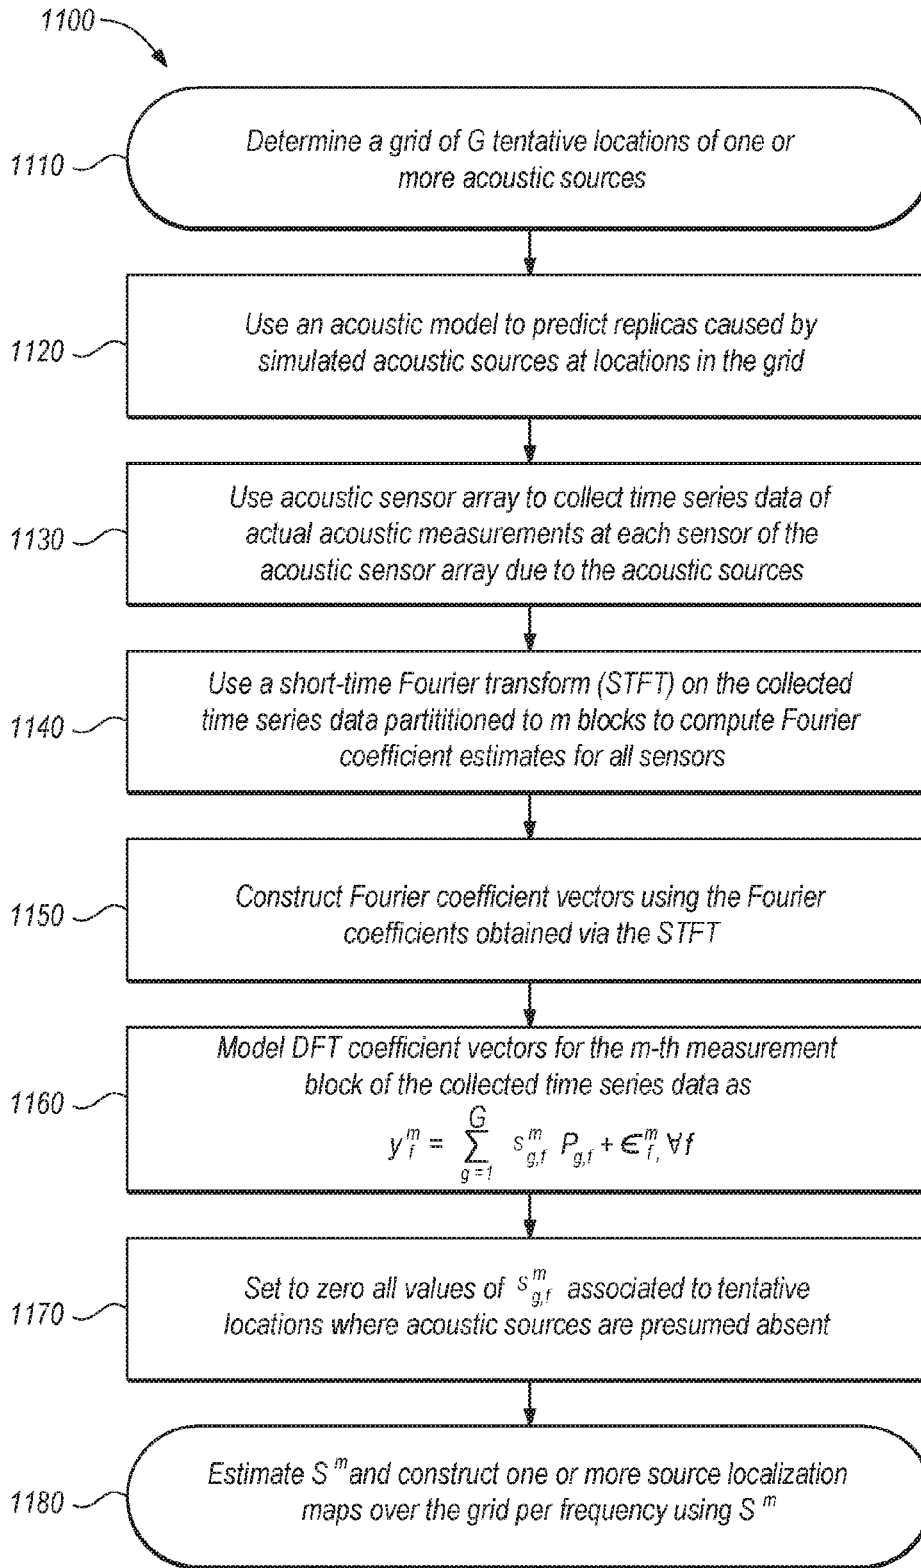 1100
1110
Determine a grid of G tentative locations of one or
more acoustic sources
1120
Use an acoustic model to predict replicas caused by
simulated acoustic sources at locations in the grid
1130
Use acoustic sensor array to collect time series data of
actual acoustic measurements at each sensor of the
acoustic sensor array due to the acoustic sources
1140
Use a short-time Fourier transform (STFT) on the collected
time series data partititioned to m blocks to compute Fourier
coefficient estimates for all sensors
1150
Construct Fourier coefficient vectors using the Fourier
coefficients obtained via the STFT
1160
Model DFT coefficient vectors for the m-th measurement
block of the collected time series data as
y_f^m = \sum_{g=1}^{G} s_{g,f}^m P_{g,f} + ∈_f^m, ∀f
1170
Set to zero all values of s_{g,f}^m associated to tentative
locations where acoustic sources are presumed absent
1180
Estimate S^m and construct one or more source localization
maps over the grid per frequency using S^m